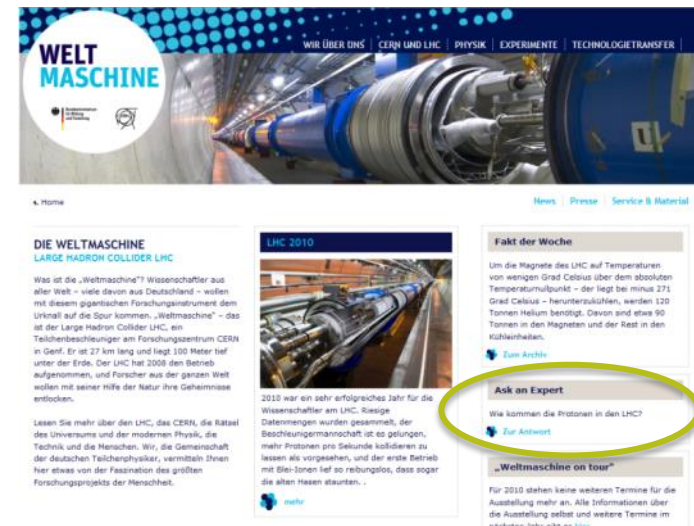 WELT
MASCHINE
WIR ÜBER UNS | CERN UND LHC | PHYSIK | EXPERIMENTE | TECHNOLOGIETRANSFER |
Home
News | Presse | Service & Material
DIE WELTMASCHINE
LARGE HADRON COLLIDER LHC
Was ist die „Weltmaschine"? Wissenschaftler aus
aller Welt – viele davon aus Deutschland – wollen
mit diesem gigantischen Forschungsinstrument dem
Urknall auf die Spur kommen. „Weltmaschine" – das
ist der Large Hadron Collider LHC, ein
Teilchenbeschleuniger am Forschungszentrum CERN
in Genf. Er ist 27 km lang und liegt 100 Meter tief
unter der Erde. Der LHC hat 2008 den Betrieb
aufgenommen, und Forscher aus der ganzen Welt
wollen mit seiner Hilfe der Natur ihre Geheimnisse
entlocken.
Lesen Sie mehr über den LHC, das CERN, die Rätsel
des Universums und der modernen Physik, die
Technik und die Menschen. Wir, die Gemeinschaft
der deutschen Teilchenphysiker, vermitteln Ihnen
hier etwas von der Faszination des größten
Forschungsprojekts der Menschheit.
LHC 2010
2010 war ein sehr erfolgreiches Jahr für die
Wissenschaftler am LHC. Riesige
Datenmengen wurden gesammelt, der
Beschleunigermannschaft ist es gelungen,
mehr Protonen pro Sekunde kollidieren zu
lassen als vorgesehen, und der erste Betrieb
mit Blei-Ionen lief so reibungslos, dass sogar
die alten Hasen staunten. .
mehr
Fakt der Woche
Um die Magnete des LHC auf Temperaturen
von wenigen Grad Celsius über dem absoluten
Temperaturnullpunkt – der liegt bei minus 271
Grad Celsius – herunterzukühlen, werden 120
Tonnen Helium benötigt. Davon sind etwa 90
Tonnen in den Magneten und der Rest in den
Kühleinheiten.
Zum Archiv
Ask an Expert
Wie kommen die Protonen in den LHC?
Zur Antwort
„Weltmaschine on tour"
Für 2010 stehen keine weiteren Termine für die
Ausstellung mehr an. Alle Informationen über
die Ausstellung selbst und weitere Termine im